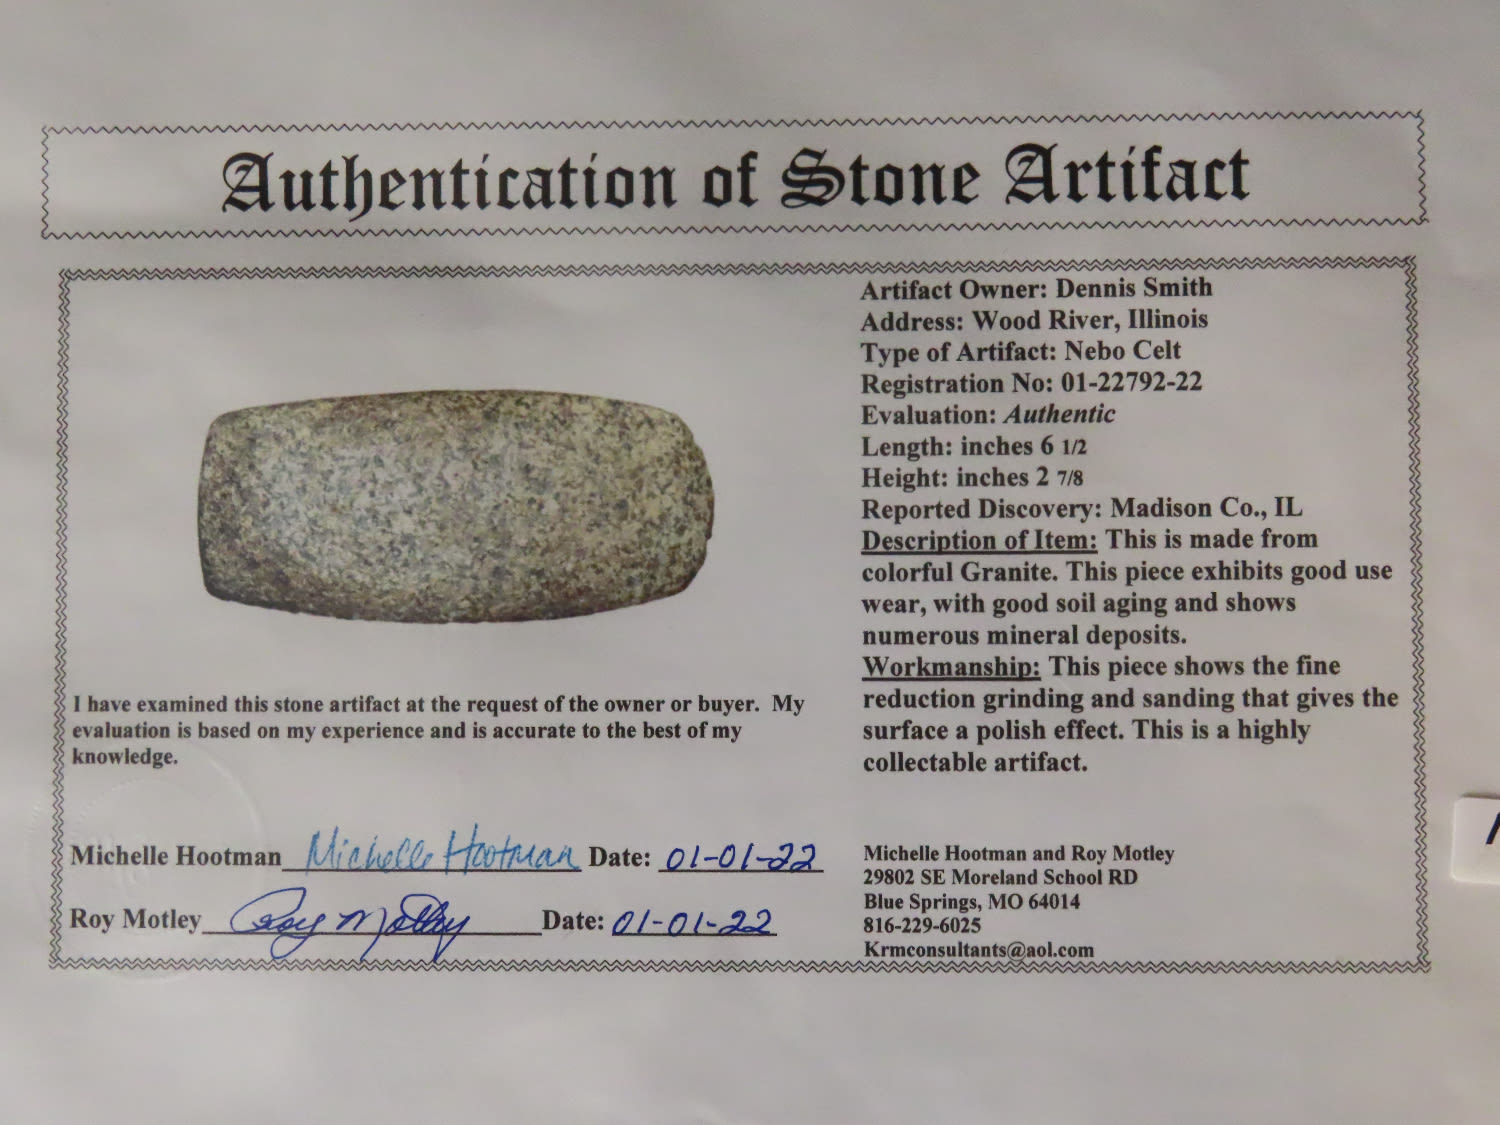 Authentication of Stone Artifact
Artifact Owner: Dennis Smith
Address: Wood River, Illinois
Type of Artifact: Nebo Celt
Registration No: 01-22792-22
Evaluation: Authentic
Length: inches 6 1/2
Height: inches 2 7/8
Reported Discovery: Madison Co., IL
Description of Item: This is made from
colorful Granite. This piece exhibits good use
wear, with good soil aging and shows
numerous mineral deposits.
Workmanship: This piece shows the fine
reduction grinding and sanding that gives the
surface a polish effect. This is a highly
collectable artifact.
I have examined this stone artifact at the request of the owner or buyer. My
evaluation is based on my experience and is accurate to the best of my
knowledge.
Michelle Hootman Michelle Hootman Date: 01-01-22
Roy Motley Roy Motley Date: 01-01-22
Michelle Hootman and Roy Motley
29802 SE Moreland School RD
Blue Springs, MO 64014
816-229-6025
Krmconsultants@aol.com